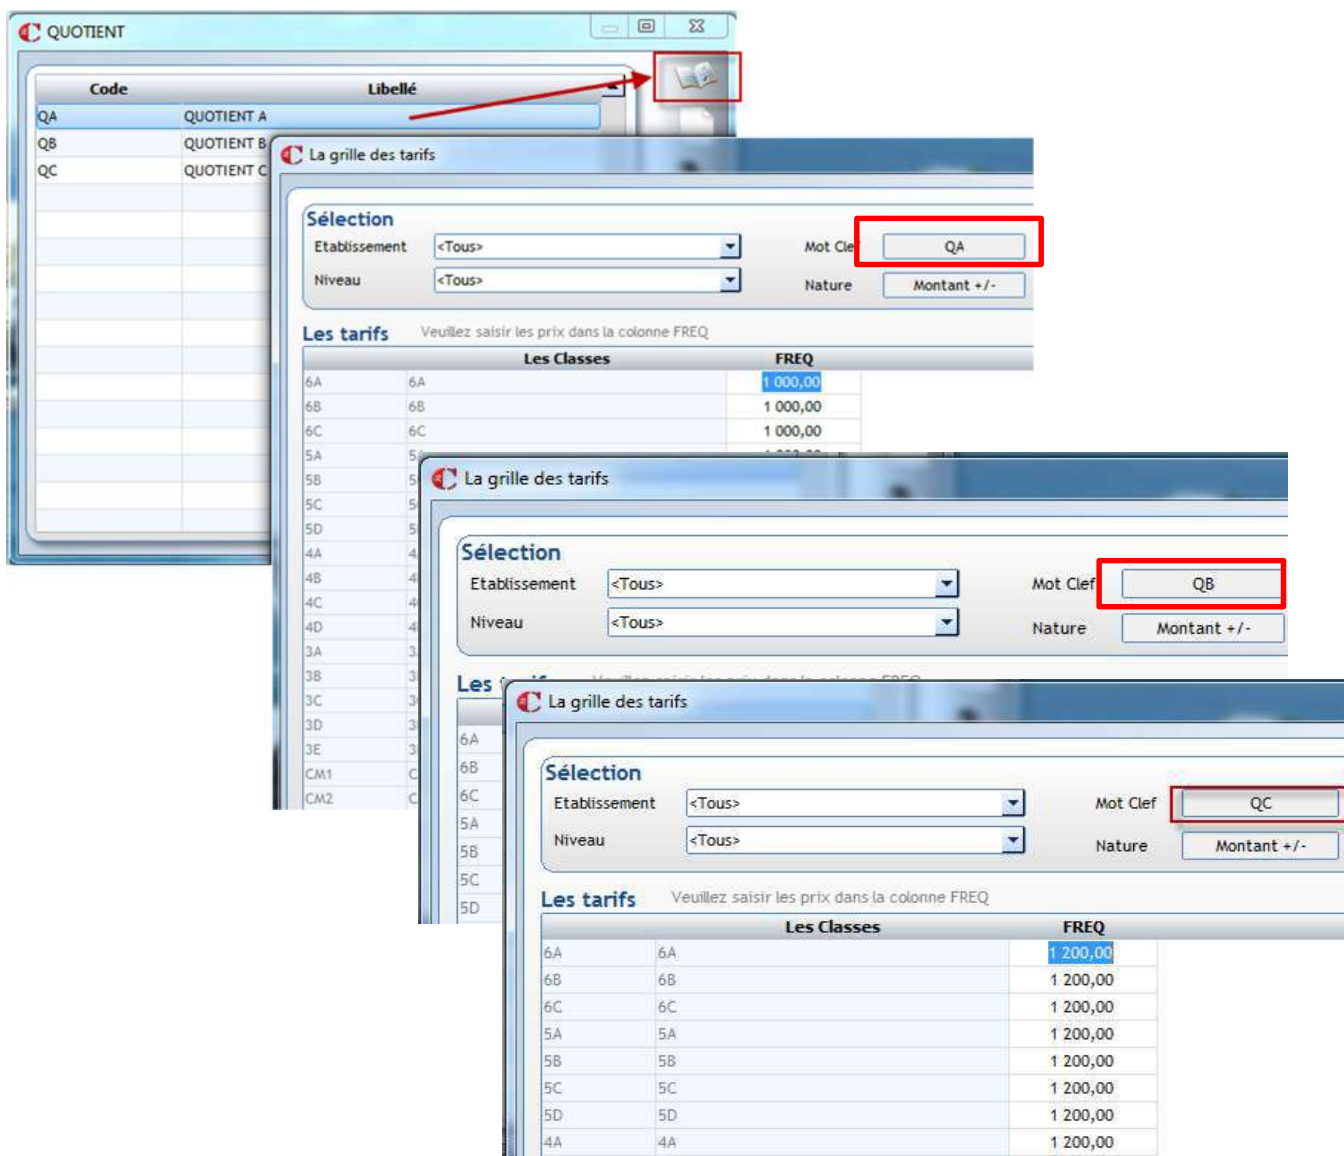 QUOTIENT
Code Libellé
QA QUOTIENT A
QB QUOTIENT B
QC QUOTIENT C
La grille des tarifs
Sélection
Etablissement <Tous> Mot Clef QA
Niveau <Tous> Nature Montant +/-
Les tarifs Veuillez saisir les prix dans la colonne FREQ
Les Classes FREQ
6A 6A 1 000,00
6B 6B 1 000,00
6C 6C 1 000,00
5A
5B
5C
5D
4A
4B
4C
4D
3A
3B
3C
3D
3E
CM1
CM2
La grille des tarifs
Sélection
Etablissement <Tous> Mot Clef QB
Niveau <Tous> Nature Montant +/-
Les
6A
6B
6C
5A
5B
5C
5D
La grille des tarifs
Sélection
Etablissement <Tous> Mot Clef QC
Niveau <Tous> Nature Montant +/-
Les tarifs Veuillez saisir les prix dans la colonne FREQ
Les Classes FREQ
6A 6A 1 200,00
6B 6B 1 200,00
6C 6C 1 200,00
5A 5A 1 200,00
5B 5B 1 200,00
5C 5C 1 200,00
5D 5D 1 200,00
4A 4A 1 200,00